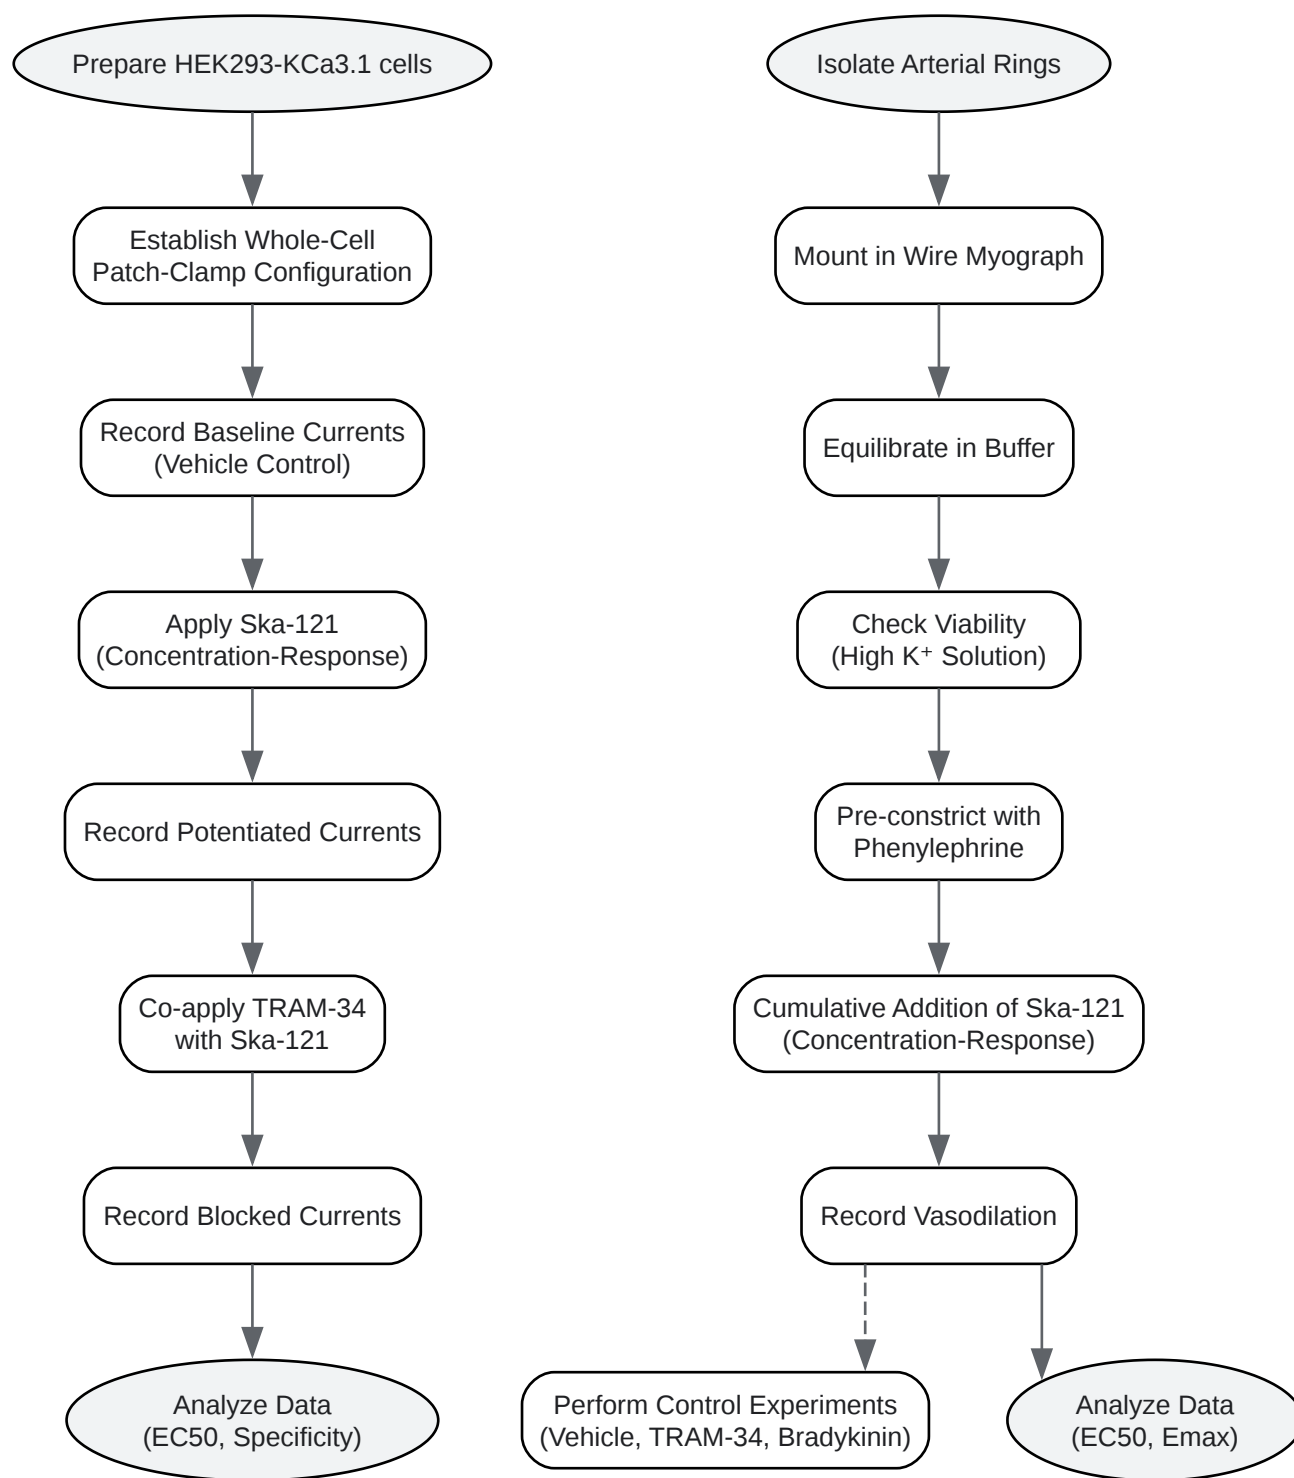 Prepare HEK293-KCa3.1 cells
Establish Whole-Cell
Patch-Clamp Configuration
Record Baseline Currents
(Vehicle Control)
Apply Ska-121
(Concentration-Response)
Record Potentiated Currents
Co-apply TRAM-34
with Ska-121
Record Blocked Currents
Analyze Data
(EC50, Specificity)
Isolate Arterial Rings
Mount in Wire Myograph
Equilibrate in Buffer
Check Viability
(High K⁺ Solution)
Pre-constrict with
Phenylephrine
Cumulative Addition of Ska-121
(Concentration-Response)
Record Vasodilation
Perform Control Experiments
(Vehicle, TRAM-34, Bradykinin)
Analyze Data
(EC50, Emax)